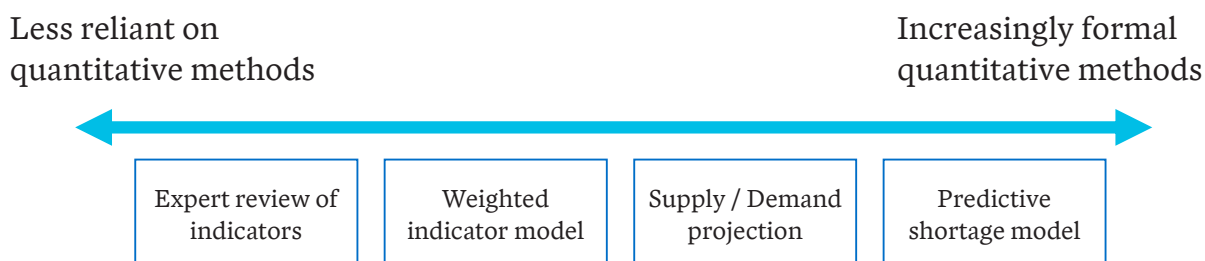 Less reliant on
quantitative methods
Increasingly formal
quantitative methods
Expert review of
indicators
Weighted
indicator model
Supply / Demand
projection
Predictive
shortage model